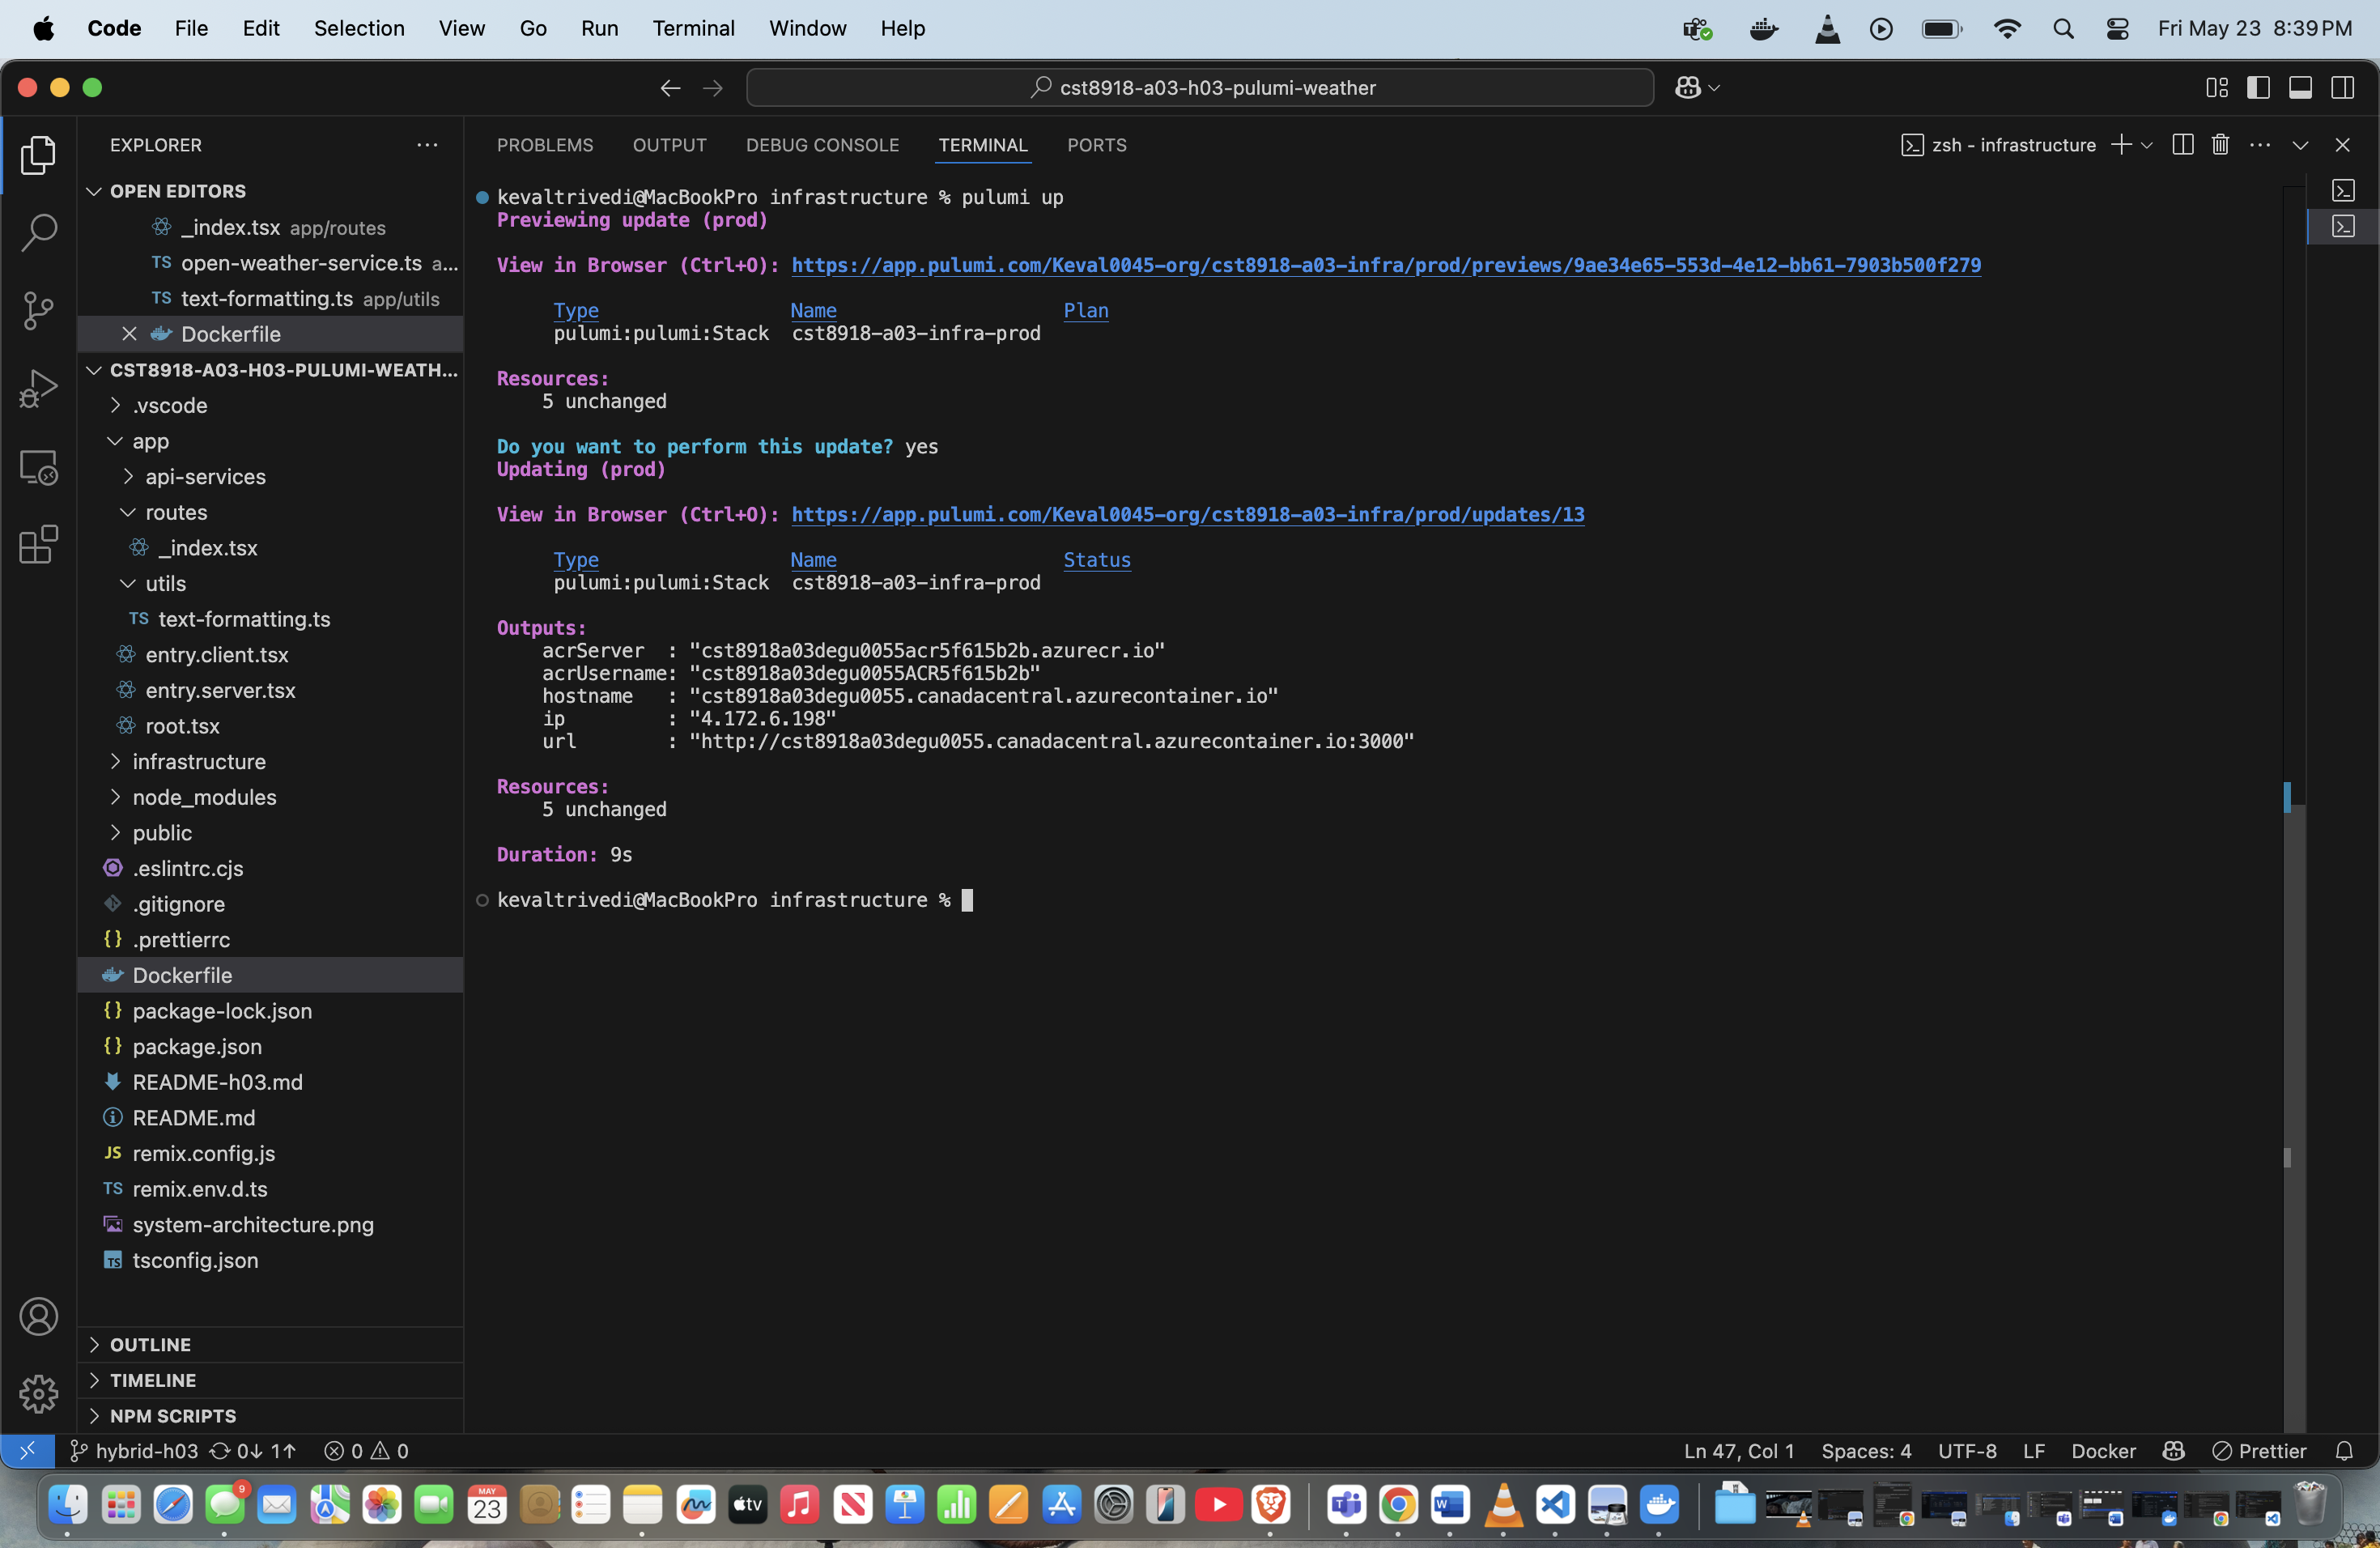 Code File Edit Selection View Go Run Terminal Window Help Fri May 23 8:39 PM
cst8918-a03-h03-pulumi-weather
EXPLORER
OPEN EDITORS
_index.tsx app/routes
open-weather-service.ts a...
text-formatting.ts app/utils
Dockerfile
CST8918-A03-H03-PULUMI-WEATH...
.vscode
app
api-services
routes
_index.tsx
utils
text-formatting.ts
entry.client.tsx
entry.server.tsx
root.tsx
infrastructure
node_modules
public
.eslintrc.cjs
.gitignore
.prettierrc
Dockerfile
package-lock.json
package.json
README-h03.md
README.md
remix.config.js
remix.env.d.ts
system-architecture.png
tsconfig.json
OUTLINE
TIMELINE
NPM SCRIPTS
PROBLEMS OUTPUT DEBUG CONSOLE TERMINAL PORTS zsh - infrastructure
kevaltrivedi@MacBookPro infrastructure % pulumi up
Previewing update (prod)
View in Browser (Ctrl+O): https://app.pulumi.com/Keval0045-org/cst8918-a03-infra/prod/previews/9ae34e65-553d-4e12-bb61-7903b500f279
Type Name Plan
pulumi:pulumi:Stack cst8918-a03-infra-prod
Resources:
5 unchanged
Do you want to perform this update? yes
Updating (prod)
View in Browser (Ctrl+O): https://app.pulumi.com/Keval0045-org/cst8918-a03-infra/prod/updates/13
Type Name Status
pulumi:pulumi:Stack cst8918-a03-infra-prod
Outputs:
acrServer : "cst8918a03degu0055acr5f615b2b.azurecr.io"
acrUsername: "cst8918a03degu0055ACR5f615b2b"
hostname : "cst8918a03degu0055.canadacentral.azurecontainer.io"
ip : "4.172.6.198"
url : "http://cst8918a03degu0055.canadacentral.azurecontainer.io:3000"
Resources:
5 unchanged
Duration: 9s
kevaltrivedi@MacBookPro infrastructure %
hybrid-h03 0↓ 1↑ 0 0 Ln 47, Col 1 Spaces: 4 UTF-8 LF Docker Prettier
9
MAY
23
tv